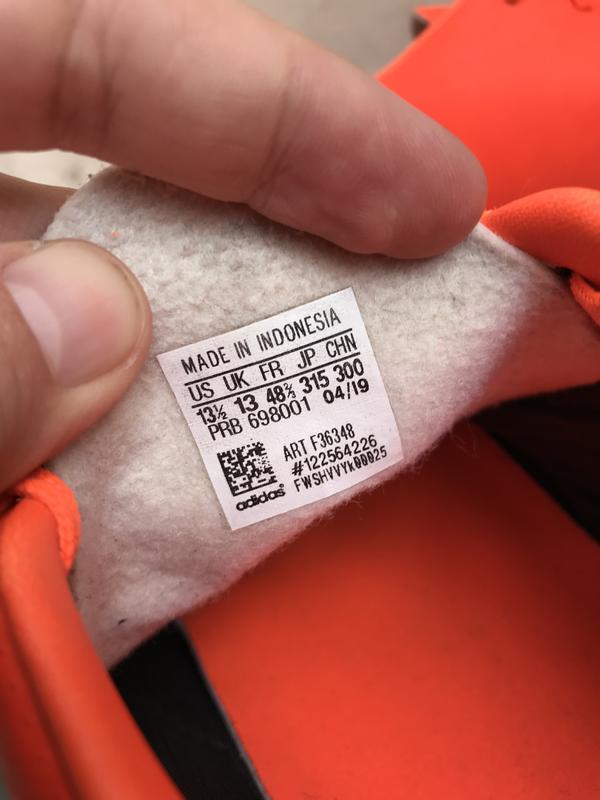 MADE IN INDONESIA
US UK FR JP CHN
13½ 13 48⅔ 315 300
PRB 698001 04/19
ART F36348
#122564226
FWSHVVYk00025
adidas®